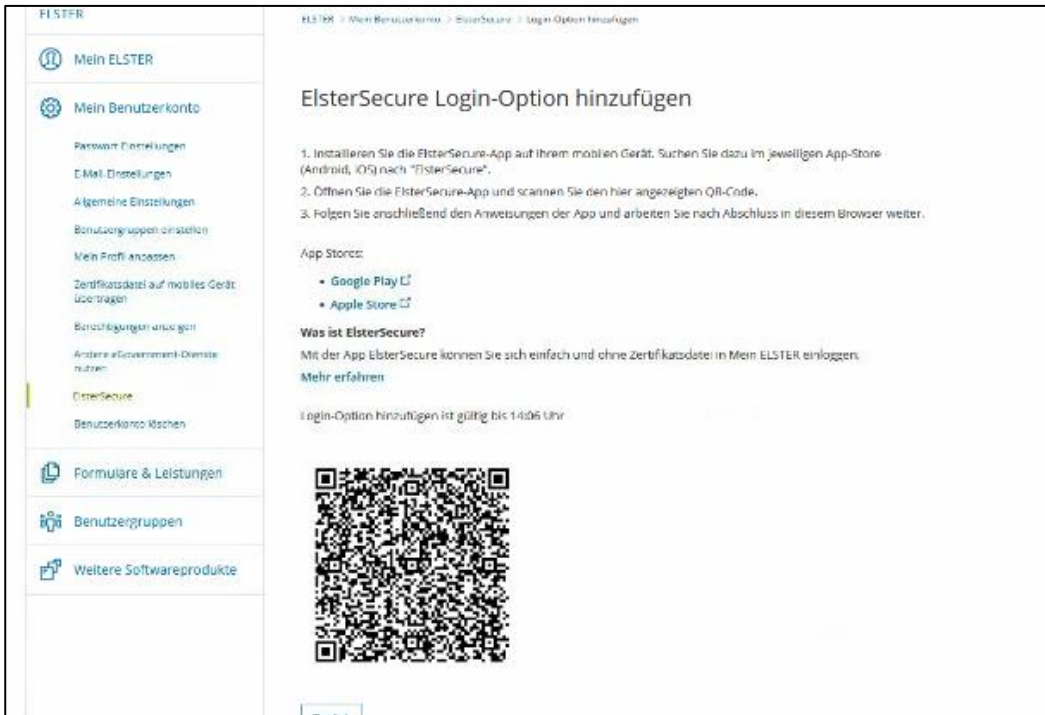 ELSTER
Mein ELSTER
Mein Benutzerkonto
Passwort Einstellungen
E-Mail-Einstellungen
Allgemeine Einstellungen
Benutzergruppen einstellen
Mein Profil anpassen
Zertifikatsdatei auf mobiles Gerät
übertragen
Berechtigungen anzeigen
Andere eGovernment-Dienste
nutzen
ElsterSecure
Benutzerkonto löschen
Formulare & Leistungen
Benutzergruppen
Weitere Softwareprodukte
ELSTER > Mein Benutzerkonto > ElsterSecure > Login-Option hinzufügen
ElsterSecure Login-Option hinzufügen
1. Installieren Sie die ElsterSecure-App auf Ihrem mobilen Gerät. Suchen Sie dazu im jeweiligen App-Store
(Android, iOS) nach "ElsterSecure".
2. Öffnen Sie die ElsterSecure-App und scannen Sie den hier angezeigten QR-Code.
3. Folgen Sie anschließend den Anweisungen der App und arbeiten Sie nach Abschluss in diesem Browser weiter.
App Stores:
• Google Play
• Apple Store
Was ist ElsterSecure?
Mit der App ElsterSecure können Sie sich einfach und ohne Zertifikatsdatei in Mein ELSTER einloggen.
Mehr erfahren
Login-Option hinzufügen ist gültig bis 14:06 Uhr